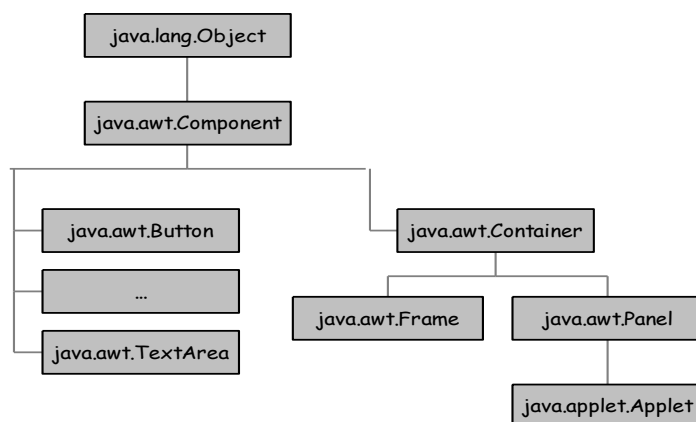 java.lang.Object
java.awt.Component
java.awt.Button
java.awt.Container
...
java.awt.Frame
java.awt.Panel
java.awt.TextArea
java.applet.Applet